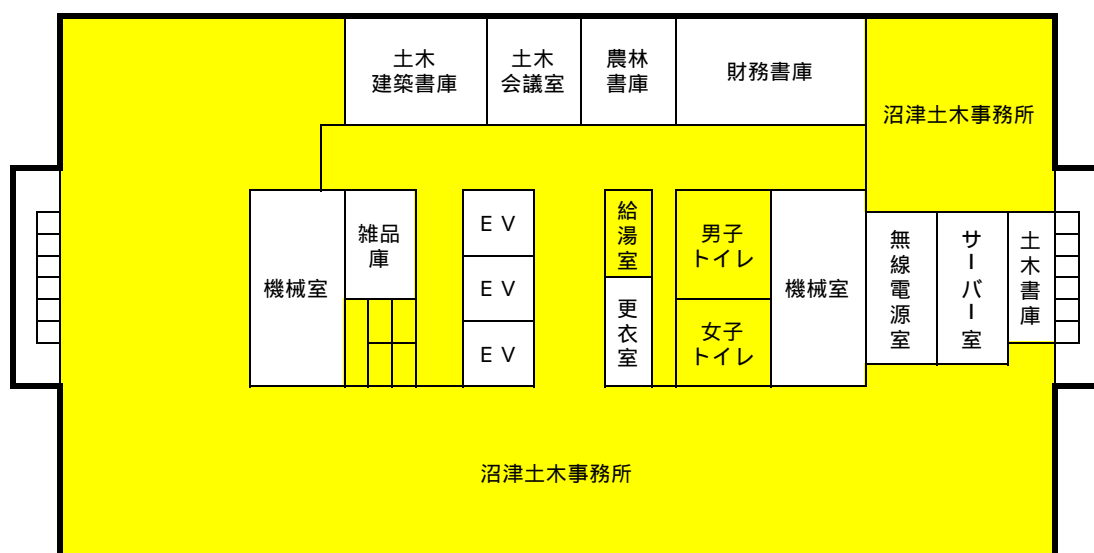 土木
建築書庫
土木
会議室
農林
書庫
財務書庫
沼津土木事務所
機械室
雑品
庫
ＥＶ
ＥＶ
ＥＶ
給湯室
更衣室
男子
トイレ
女子
トイレ
機械室
無線電源室
サーバー室
土木書庫
沼津土木事務所